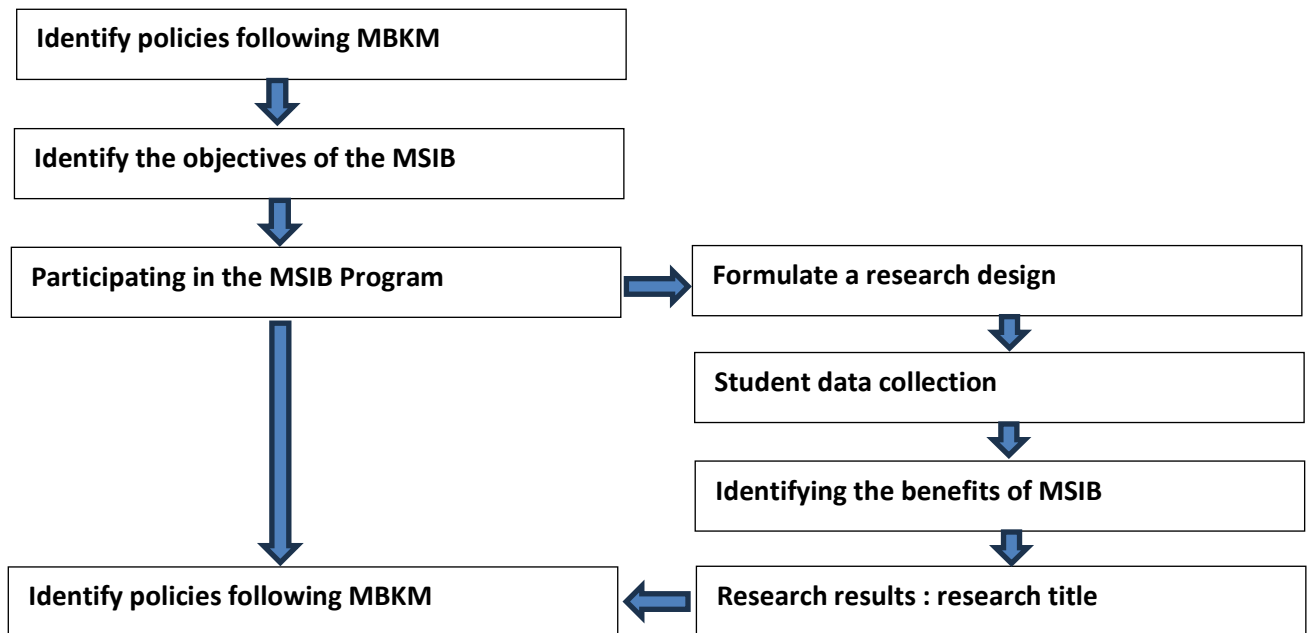 Identify policies following MBKM
Identify the objectives of the MSIB
Participating in the MSIB Program
Formulate a research design
Student data collection
Identifying the benefits of MSIB
Research results : research title
Identify policies following MBKM